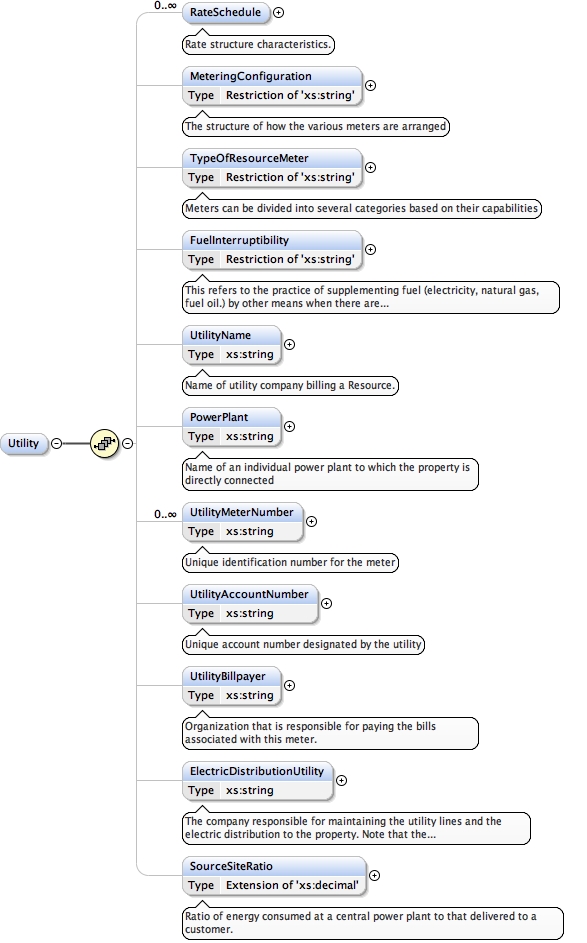 0..∞
RateSchedule
Rate structure characteristics.
MeteringConfiguration
Type Restriction of 'xs:string'
The structure of how the various meters are arranged
TypeOfResourceMeter
Type Restriction of 'xs:string'
Meters can be divided into several categories based on their capabilities
FuelInterruptibility
Type Restriction of 'xs:string'
This refers to the practice of supplementing fuel (electricity, natural gas,
fuel oil.) by other means when there are...
UtilityName
Type xs:string
Name of utility company billing a Resource.
PowerPlant
Type xs:string
Utility
Name of an individual power plant to which the property is
directly connected
0..∞
UtilityMeterNumber
Type xs:string
Unique identification number for the meter
UtilityAccountNumber
Type xs:string
Unique account number designated by the utility
UtilityBillpayer
Type xs:string
Organization that is responsible for paying the bills
associated with this meter.
ElectricDistributionUtility
Type xs:string
The company responsible for maintaining the utility lines and the
electric distribution to the property. Note that the...
SourceSiteRatio
Type Extension of 'xs:decimal'
Ratio of energy consumed at a central power plant to that delivered to a
customer.